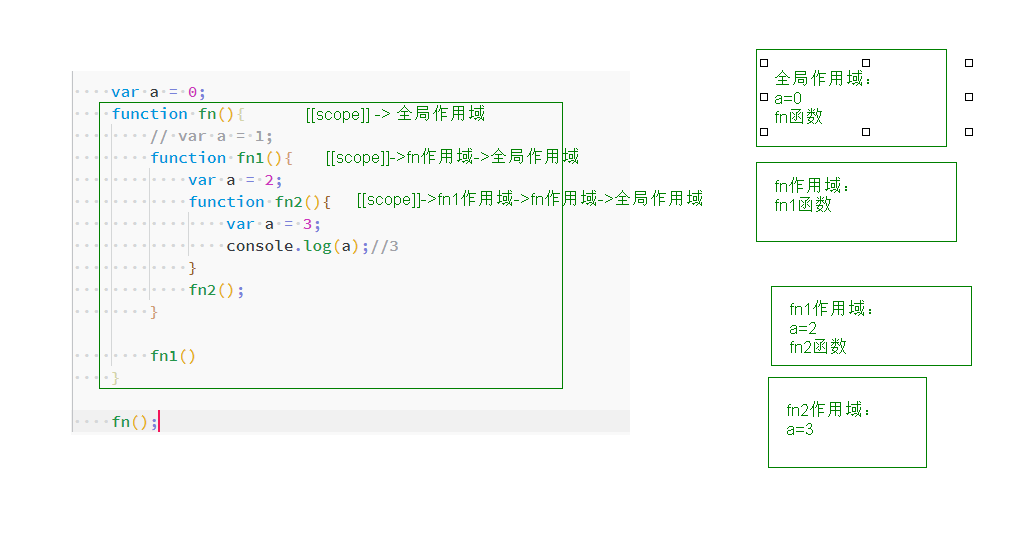 var a = 0;
function fn(){ [[scope]] -> 全局作用域
// var a = 1;
function fn1(){ [[scope]]->fn作用域->全局作用域
var a = 2;
function fn2(){ [[scope]]->fn1作用域->fn作用域->全局作用域
var a = 3;
console.log(a);//3
}
fn2();
}
fn1()
}
fn();
全局作用域：
a=0
fn函数
fn作用域：
fn1函数
fn1作用域：
a=2
fn2函数
fn2作用域：
a=3